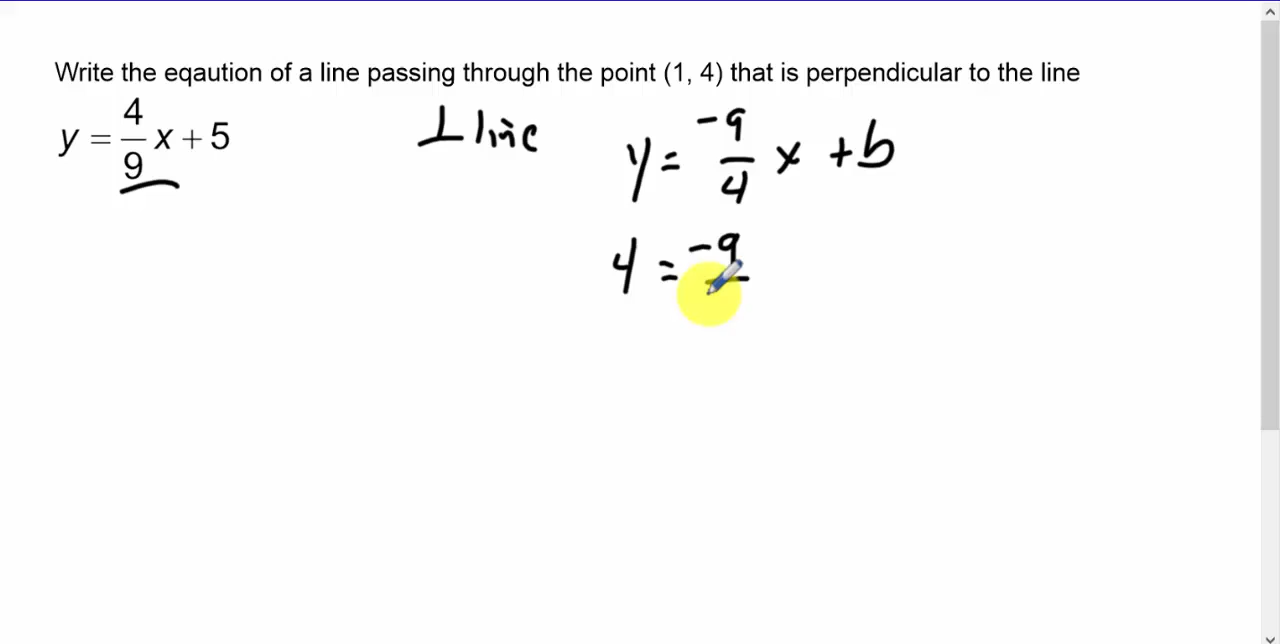 Write the eqaution of a line passing through the point (1, 4) that is perpendicular to the line
y = 4/9 x + 5
⊥ line y = -9/4 x + b
4 = -9